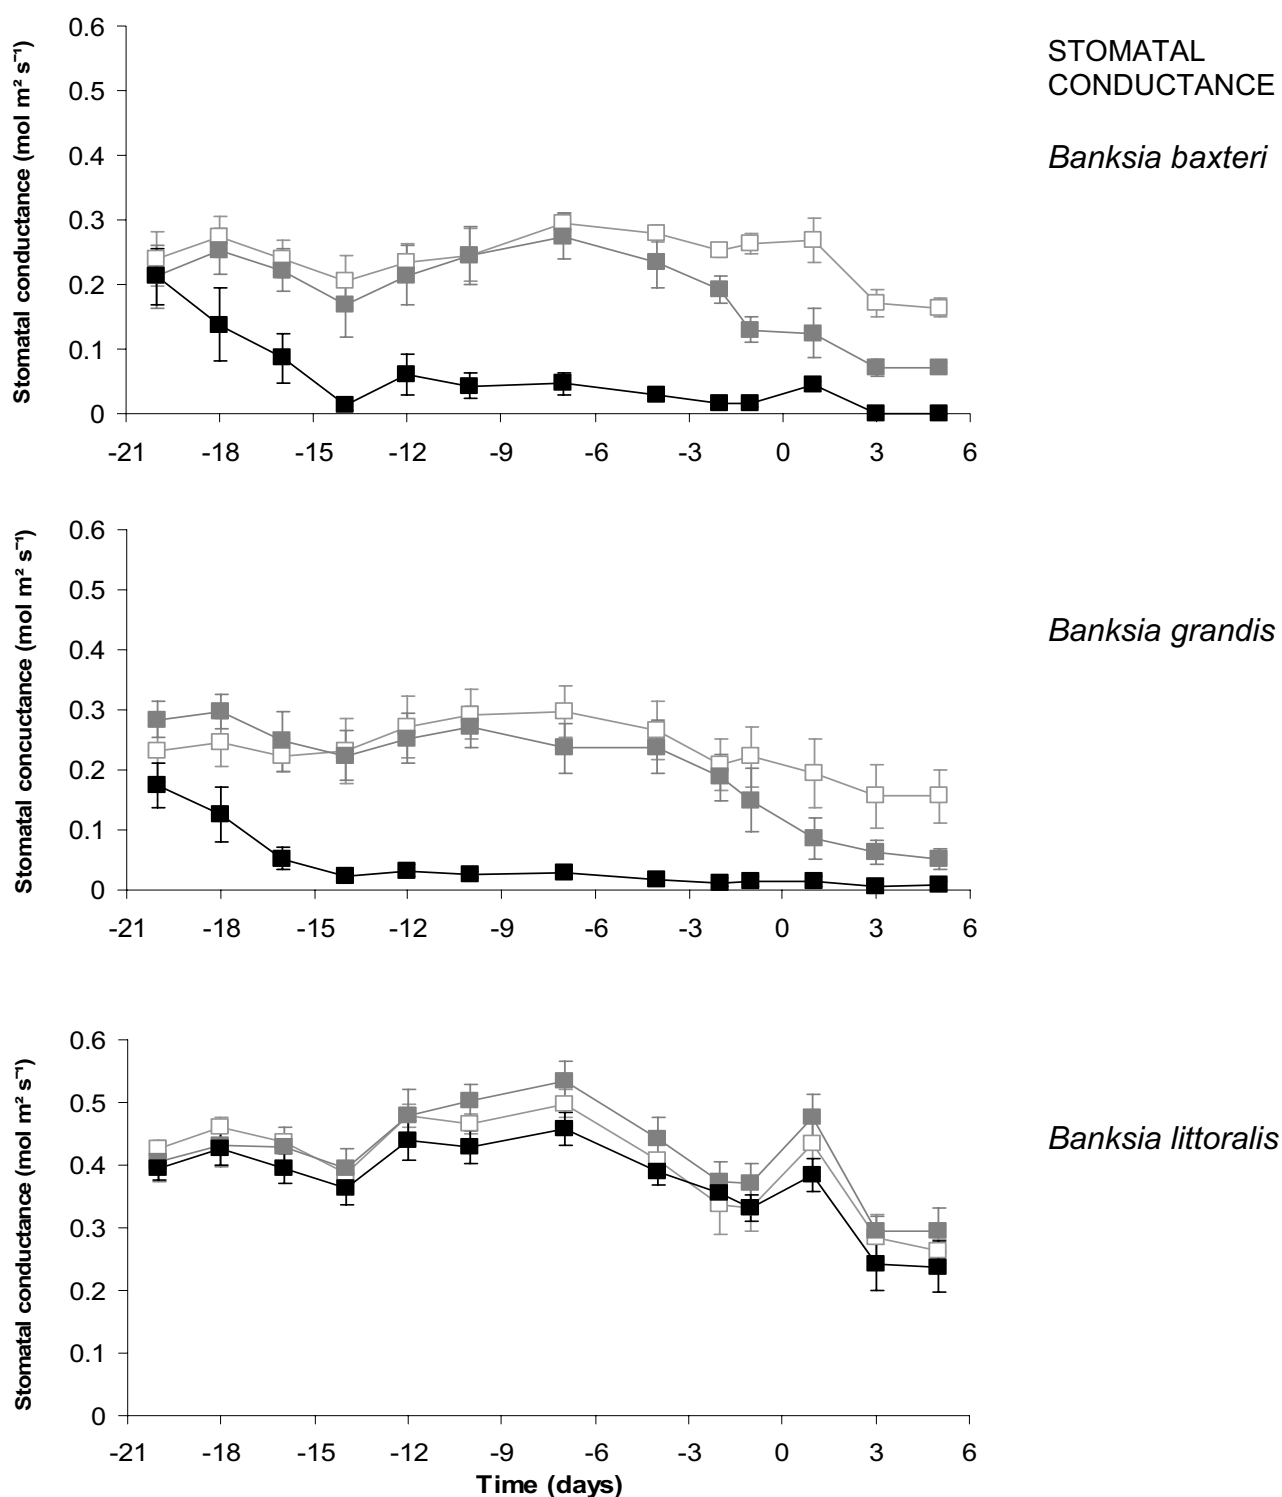 STOMATAL
CONDUCTANCE
Banksia baxteri
Stomatal conductance (mol m² s⁻¹)
0.6
0.5
0.4
0.3
0.2
0.1
0
-21 -18 -15 -12 -9 -6 -3 0 3 6
Banksia grandis
Stomatal concuctance (mol m² s⁻¹)
0.6
0.5
0.4
0.3
0.2
0.1
0
-21 -18 -15 -12 -9 -6 -3 0 3 6
Banksia littoralis
Stomatal conductance (mol m² s⁻¹)
0.6
0.5
0.4
0.3
0.2
0.1
0
-21 -18 -15 -12 -9 -6 -3 0 3 6
Time (days)